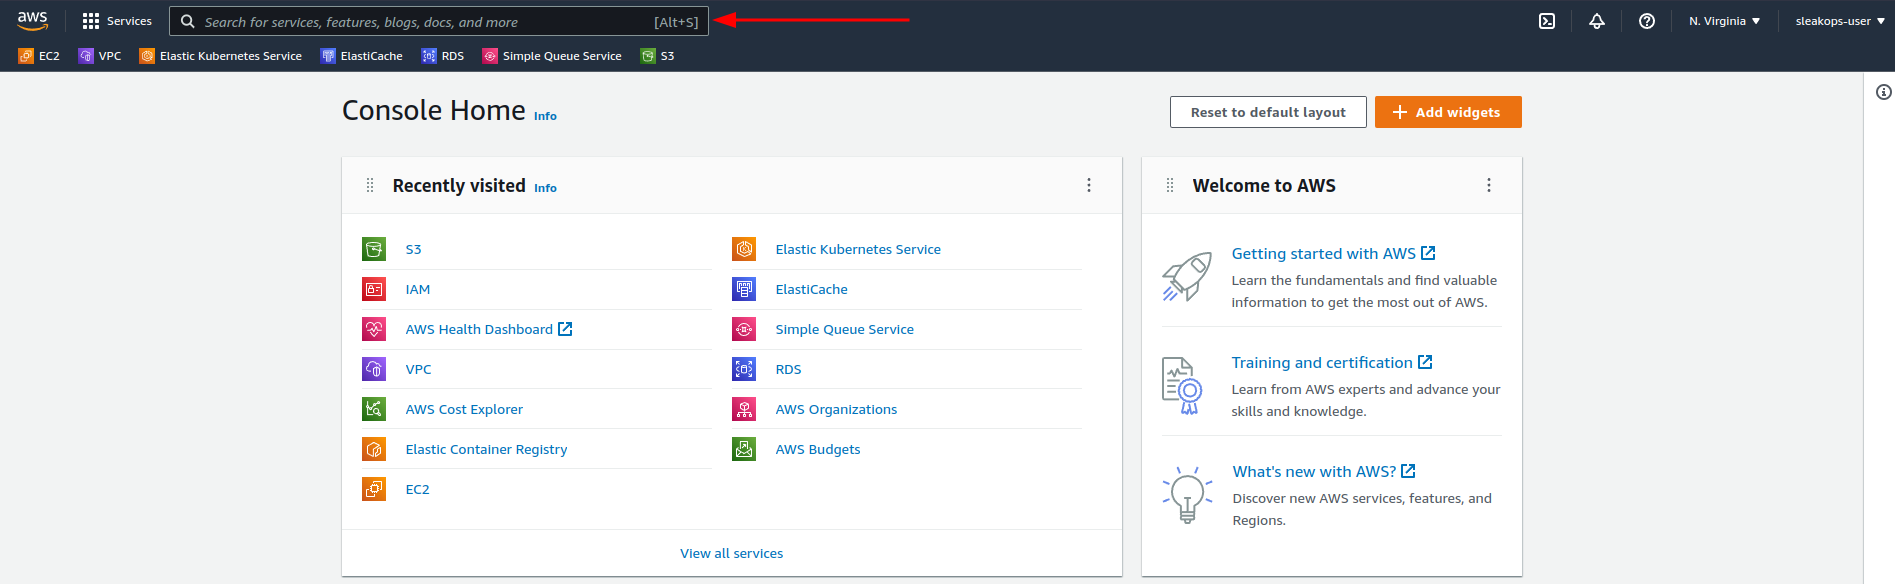 aws Services Search for services, features, blogs, docs, and more [Alt+S] N. Virginia sleakops-user
EC2 VPC Elastic Kubernetes Service ElastiCache RDS Simple Queue Service S3
Console Home Info
Reset to default layout Add widgets
Recently visited Info
S3
IAM
AWS Health Dashboard
VPC
AWS Cost Explorer
Elastic Container Registry
EC2
Elastic Kubernetes Service
ElastiCache
Simple Queue Service
RDS
AWS Organizations
AWS Budgets
View all services
Welcome to AWS
Getting started with AWS
Learn the fundamentals and find valuable
information to get the most out of AWS.
Training and certification
Learn from AWS experts and advance your
skills and knowledge.
What's new with AWS?
Discover new AWS services, features, and
Regions.